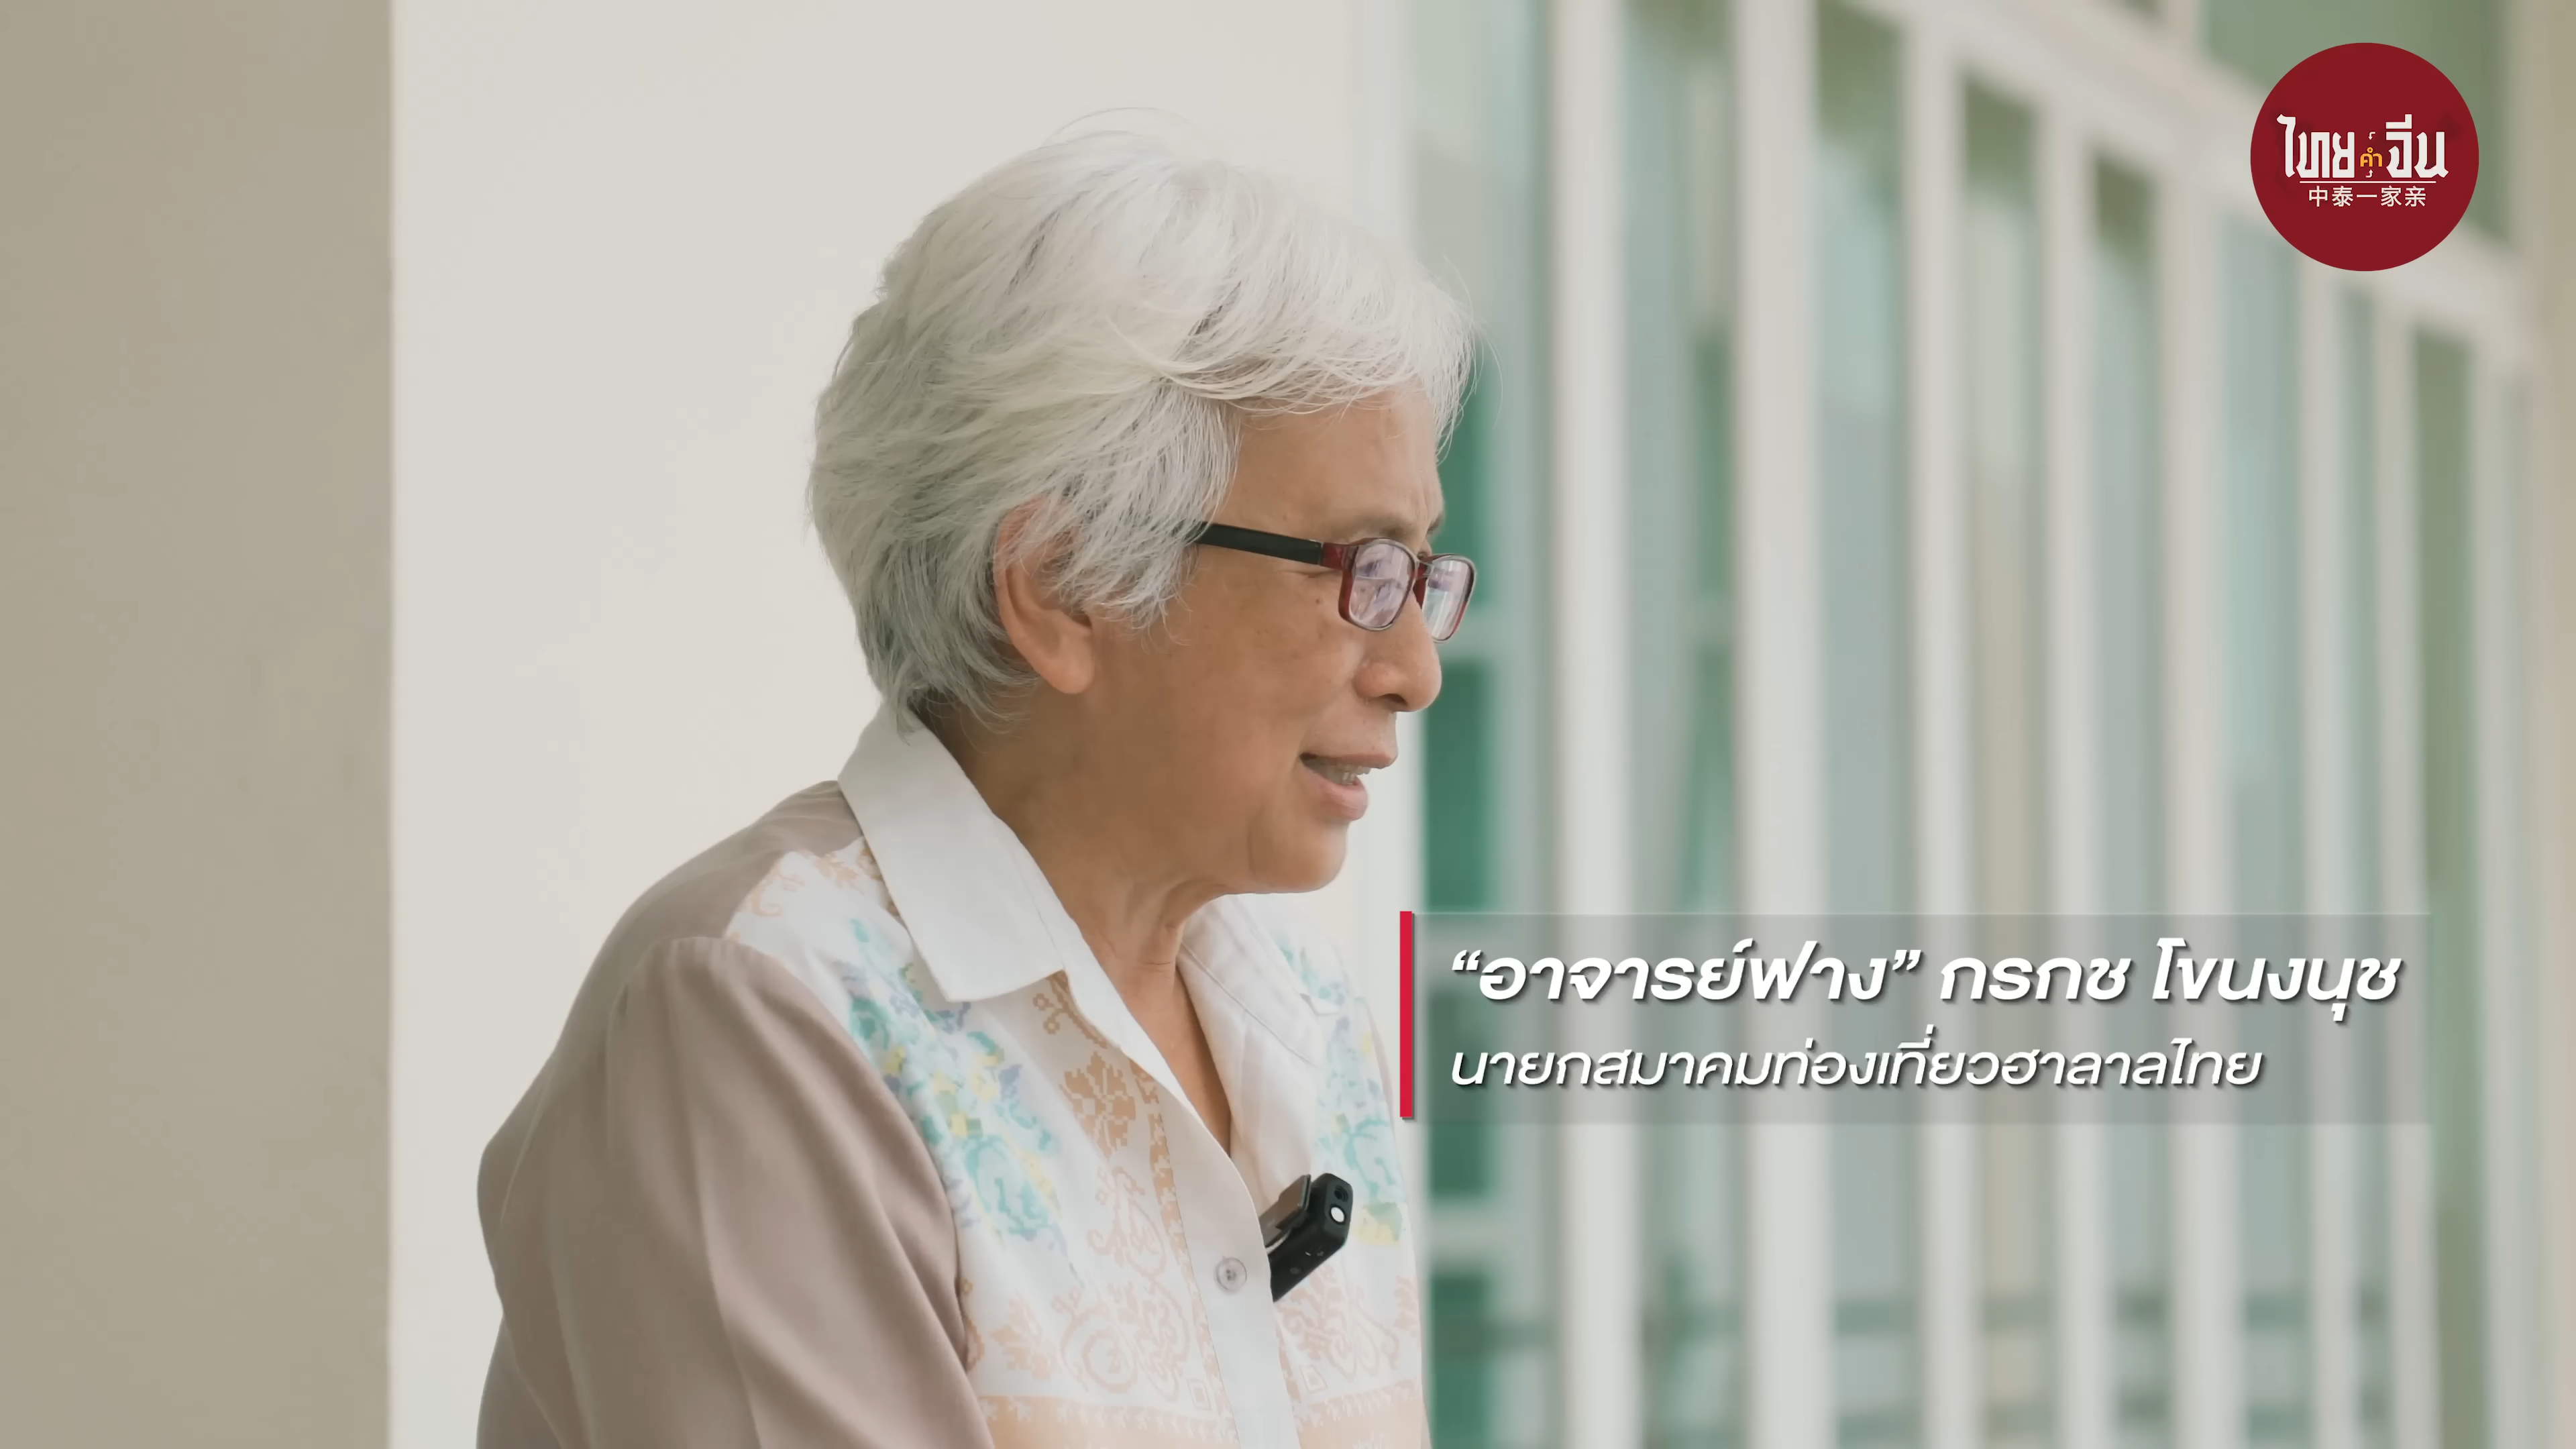 ไทย คำ จีน
中泰一家亲
“อาจารย์ฟาง” กรกช โขนงนุช
นายกสมาคมท่องเที่ยวฮาลาลไทย